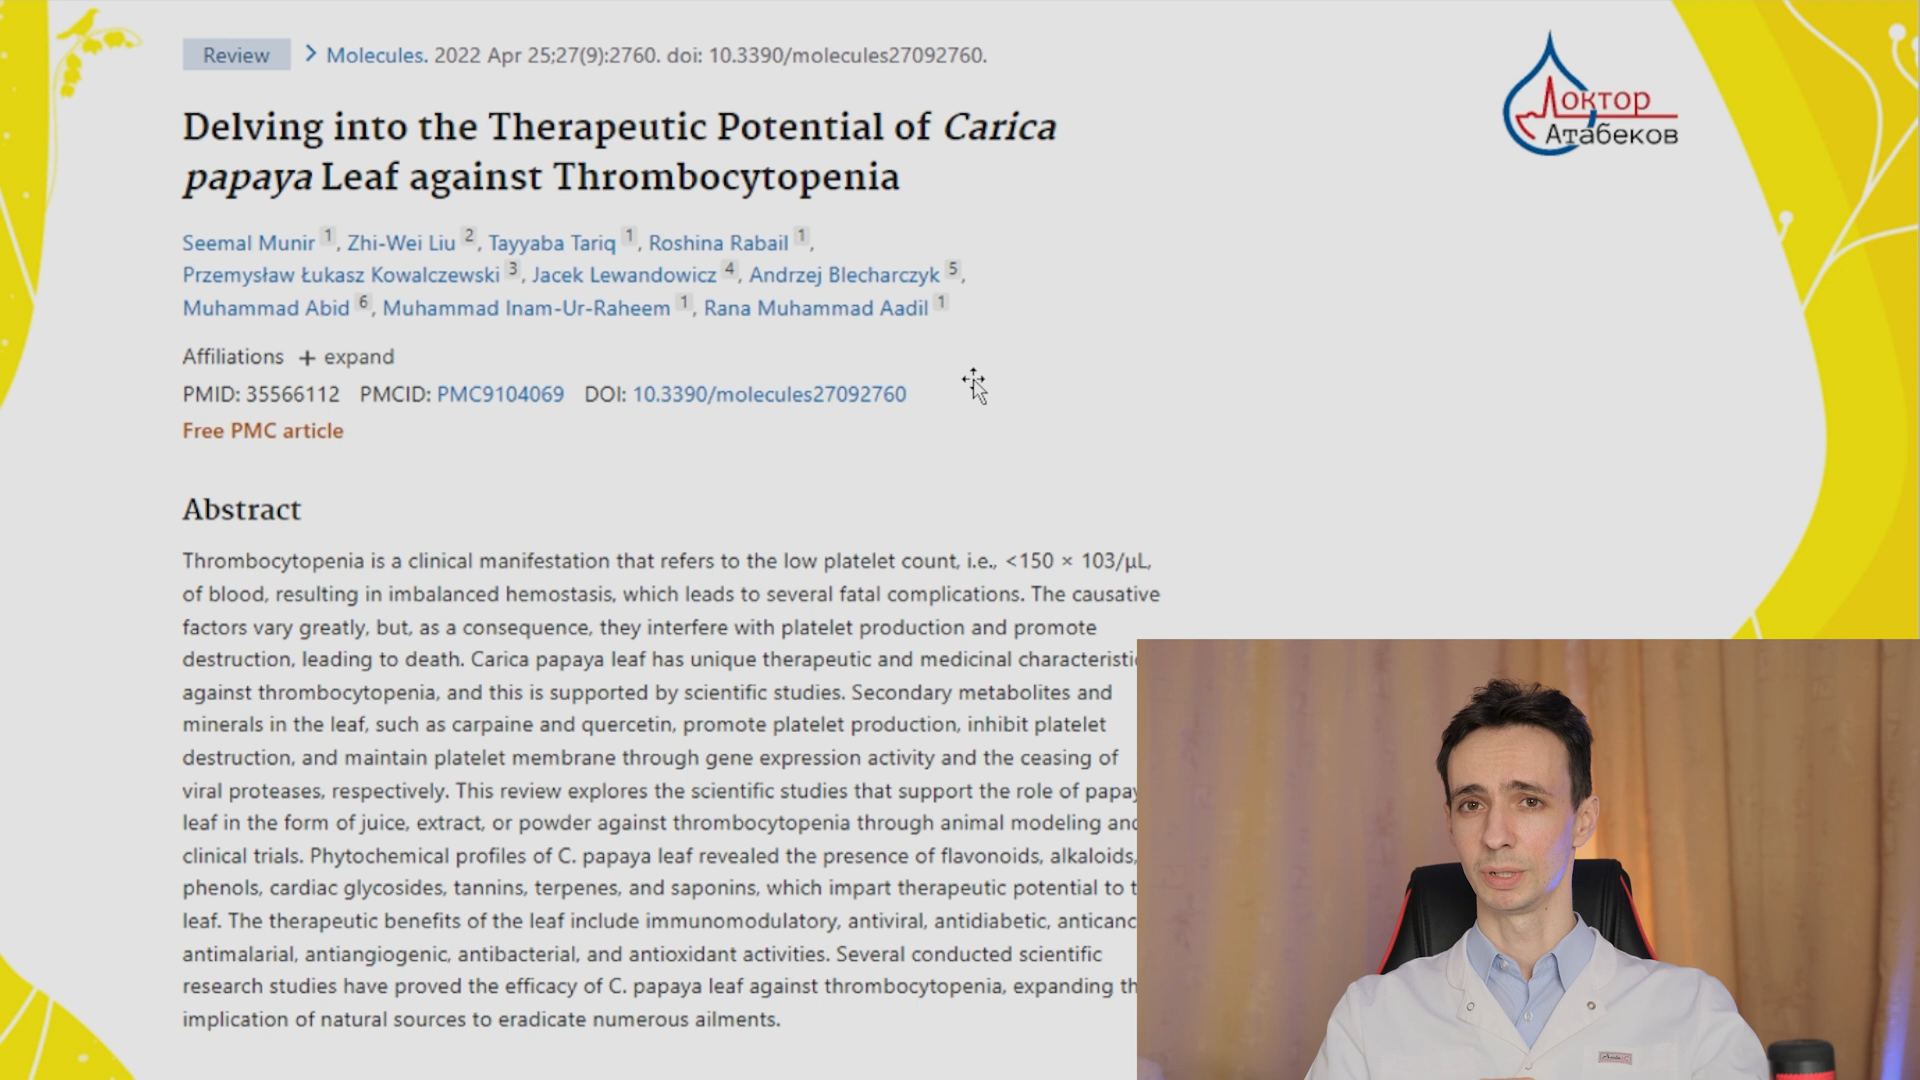 Review > Molecules. 2022 Apr 25;27(9):2760. doi: 10.3390/molecules27092760.
Локтор
Атабеков
Delving into the Therapeutic Potential of Carica
papaya Leaf against Thrombocytopenia
Seemal Munir 1, Zhi-Wei Liu 2, Tayyaba Tariq 1, Roshina Rabail 1,
Przemysław Łukasz Kowalczewski 3, Jacek Lewandowicz 4, Andrzej Blecharczyk 5,
Muhammad Abid 6, Muhammad Inam-Ur-Raheem 1, Rana Muhammad Aadil 1
Affiliations + expand
PMID: 35566112 PMCID: PMC9104069 DOI: 10.3390/molecules27092760
Free PMC article
Abstract
Thrombocytopenia is a clinical manifestation that refers to the low platelet count, i.e., <150 × 103/μL,
of blood, resulting in imbalanced hemostasis, which leads to several fatal complications. The causative
factors vary greatly, but, as a consequence, they interfere with platelet production and promote
destruction, leading to death. Carica papaya leaf has unique therapeutic and medicinal characteristi
against thrombocytopenia, and this is supported by scientific studies. Secondary metabolites and
minerals in the leaf, such as carpaine and quercetin, promote platelet production, inhibit platelet
destruction, and maintain platelet membrane through gene expression activity and the ceasing of
viral proteases, respectively. This review explores the scientific studies that support the role of papay
leaf in the form of juice, extract, or powder against thrombocytopenia through animal modeling and
clinical trials. Phytochemical profiles of C. papaya leaf revealed the presence of flavonoids, alkaloids,
phenols, cardiac glycosides, tannins, terpenes, and saponins, which impart therapeutic potential to t
leaf. The therapeutic benefits of the leaf include immunomodulatory, antiviral, antidiabetic, anticanc
antimalarial, antiangiogenic, antibacterial, and antioxidant activities. Several conducted scientific
research studies have proved the efficacy of C. papaya leaf against thrombocytopenia, expanding th
implication of natural sources to eradicate numerous ailments.